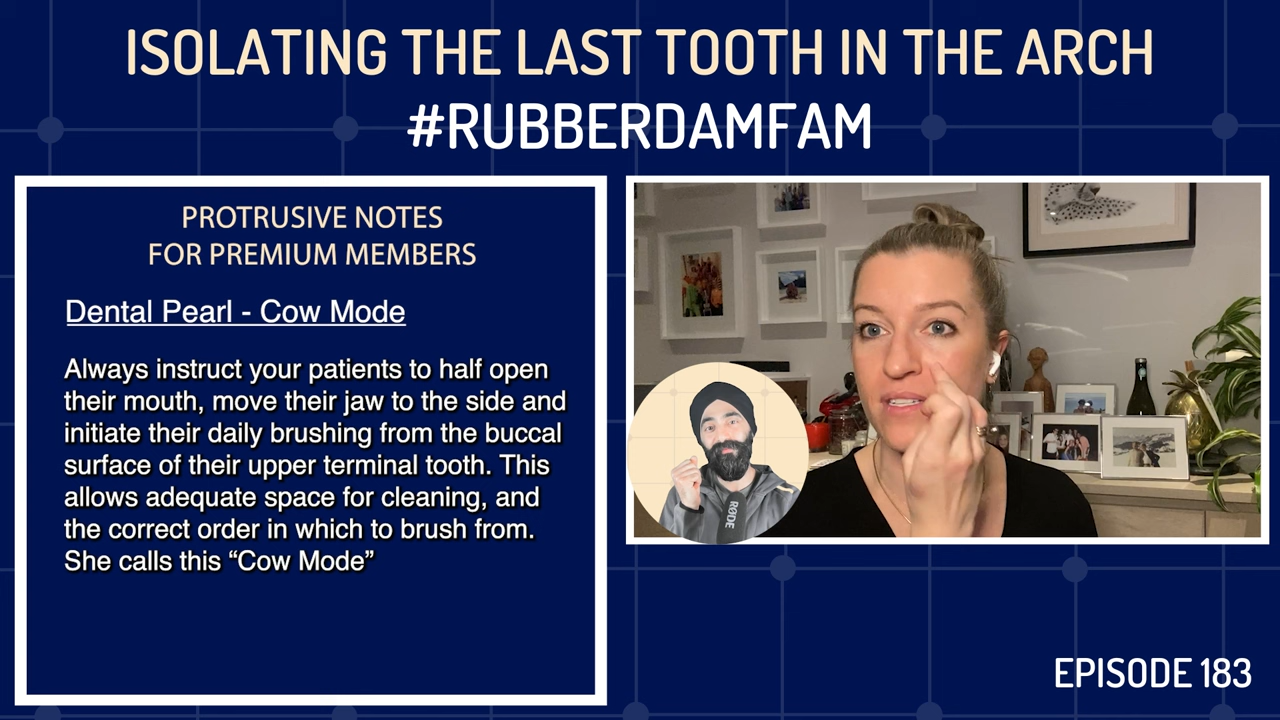 ISOLATING THE LAST TOOTH IN THE ARCH
#RUBBERDAMFAM
PROTRUSIVE NOTES
FOR PREMIUM MEMBERS
Dental Pearl - Cow Mode
Always instruct your patients to half open
their mouth, move their jaw to the side and
initiate their daily brushing from the buccal
surface of their upper terminal tooth. This
allows adequate space for cleaning, and
the correct order in which to brush from.
She calls this “Cow Mode”
RØDE
EPISODE 183